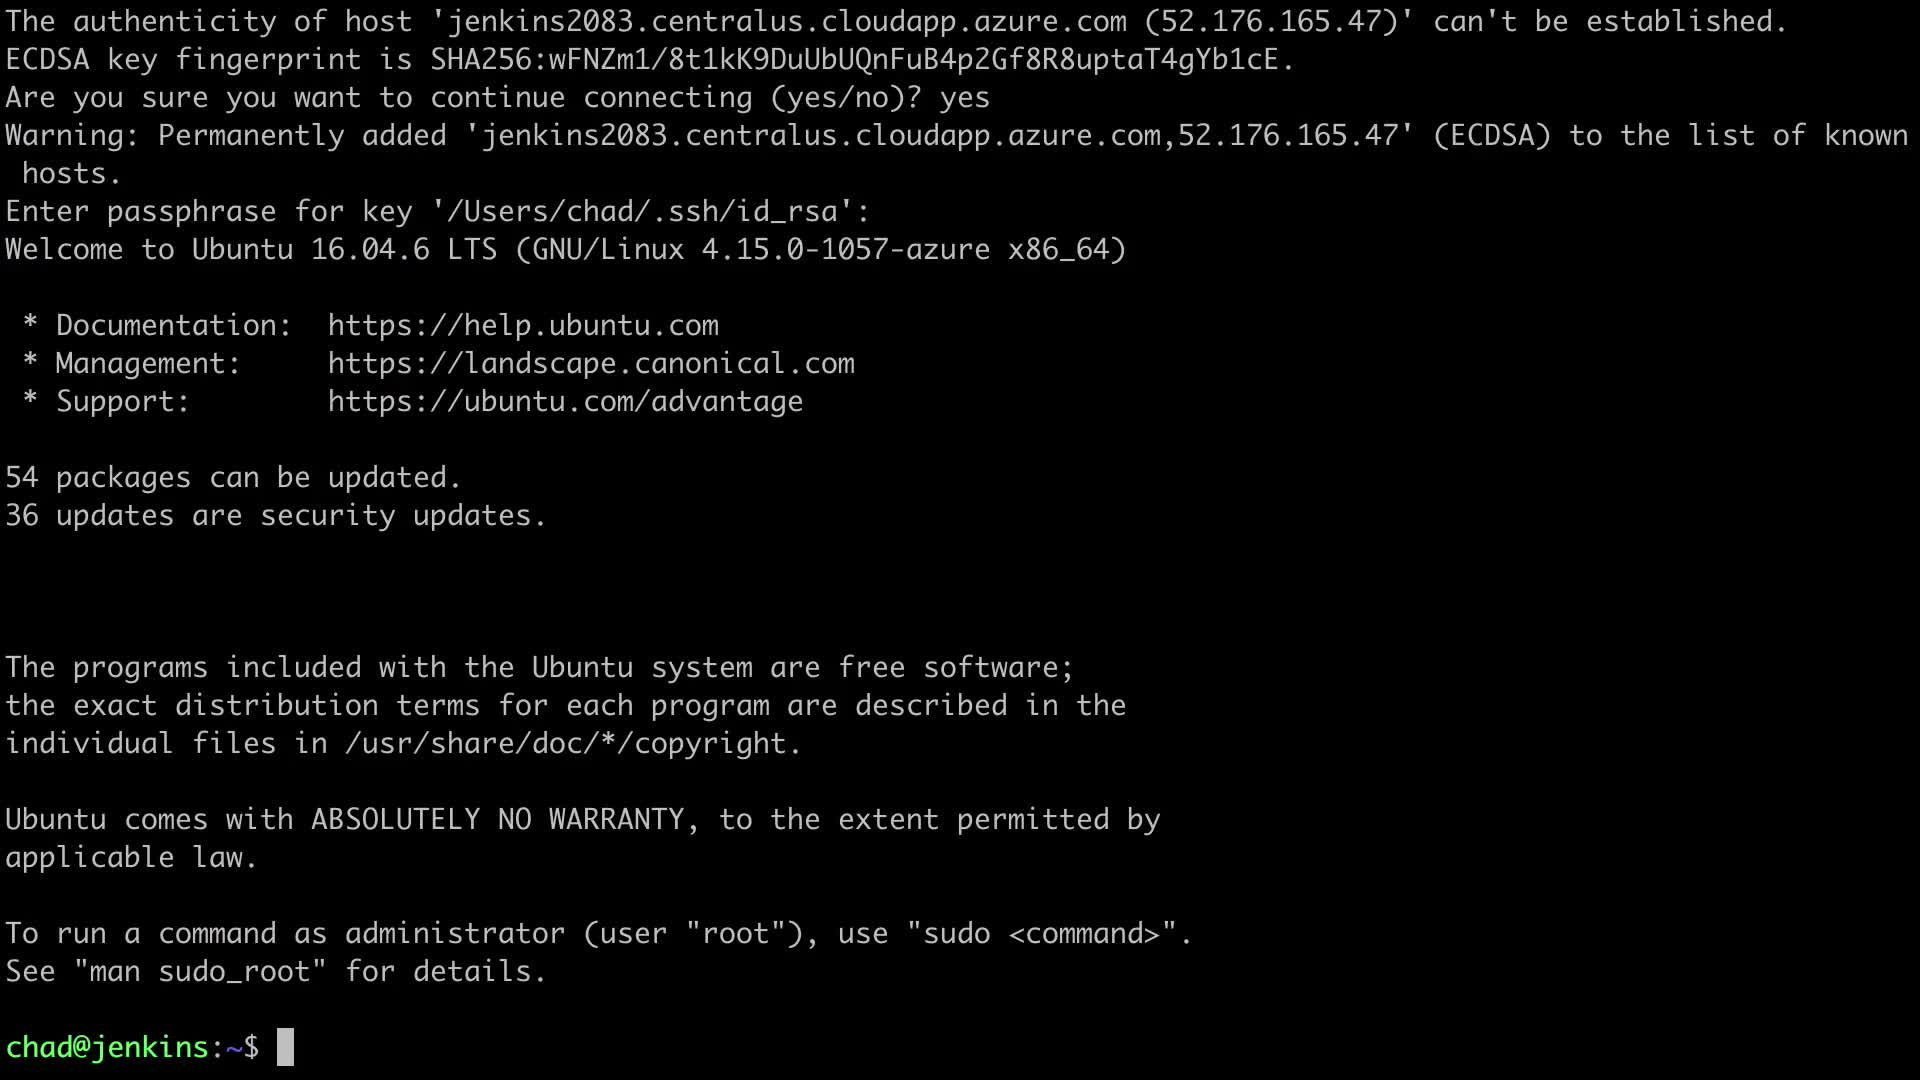 The authenticity of host 'jenkins2083.centralus.cloudapp.azure.com (52.176.165.47)' can't be established.
ECDSA key fingerprint is SHA256:wFNZm1/8t1kK9DuUbUQnFuB4p2Gf8R8uptaT4gYb1cE.
Are you sure you want to continue connecting (yes/no)? yes
Warning: Permanently added 'jenkins2083.centralus.cloudapp.azure.com,52.176.165.47' (ECDSA) to the list of known
 hosts.
Enter passphrase for key '/Users/chad/.ssh/id_rsa':
Welcome to Ubuntu 16.04.6 LTS (GNU/Linux 4.15.0-1057-azure x86_64)
 * Documentation:  https://help.ubuntu.com
 * Management:     https://landscape.canonical.com
 * Support:        https://ubuntu.com/advantage
54 packages can be updated.
36 updates are security updates.
The programs included with the Ubuntu system are free software;
the exact distribution terms for each program are described in the
individual files in /usr/share/doc/*/copyright.
Ubuntu comes with ABSOLUTELY NO WARRANTY, to the extent permitted by
applicable law.
To run a command as administrator (user "root"), use "sudo <command>".
See "man sudo_root" for details.
chad@jenkins:~$